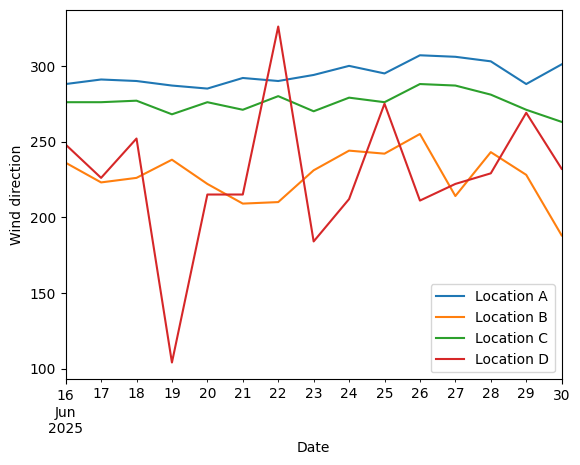 300
250
200
150
100
Wind direction
16 17 18 19 20 21 22 23 24 25 26 27 28 29 30
Jun
2025
Date
Location A
Location B
Location C
Location D